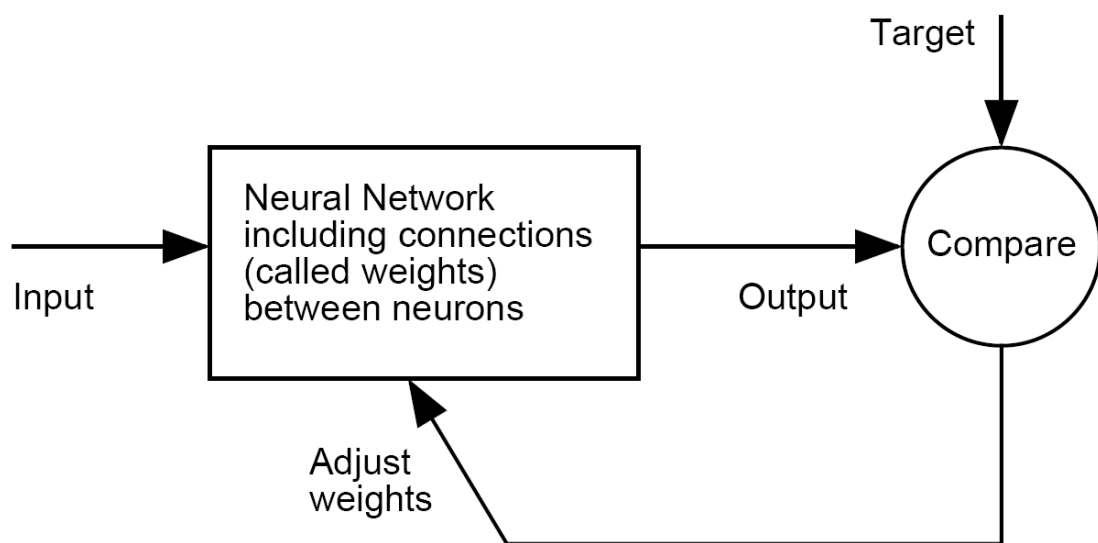 Target
Neural Network
including connections
(called weights)
between neurons
Compare
Input
Output
Adjust
weights